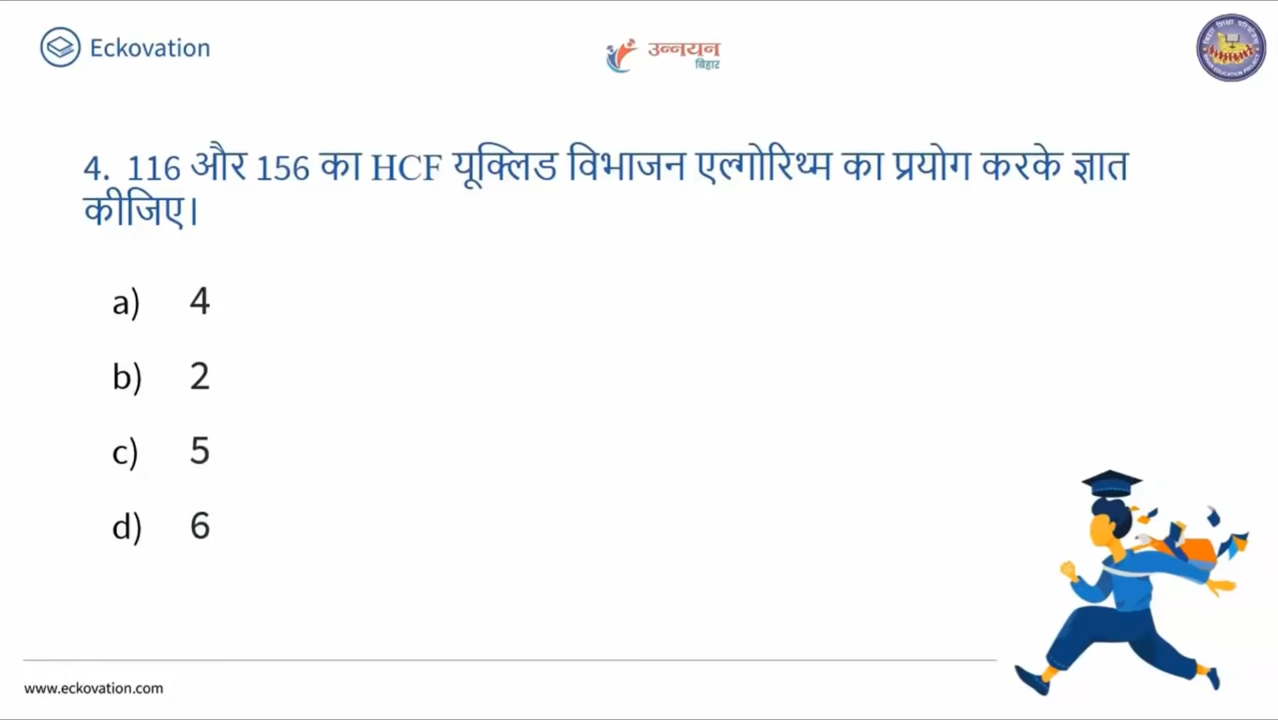 Eckovation
उन्नयन
बिहार
4. 116 और 156 का HCF यूक्लिड विभाजन एल्गोरिथ्म का प्रयोग करके ज्ञात
कीजिए।
a) 4
b) 2
c) 5
d) 6
www.eckovation.com